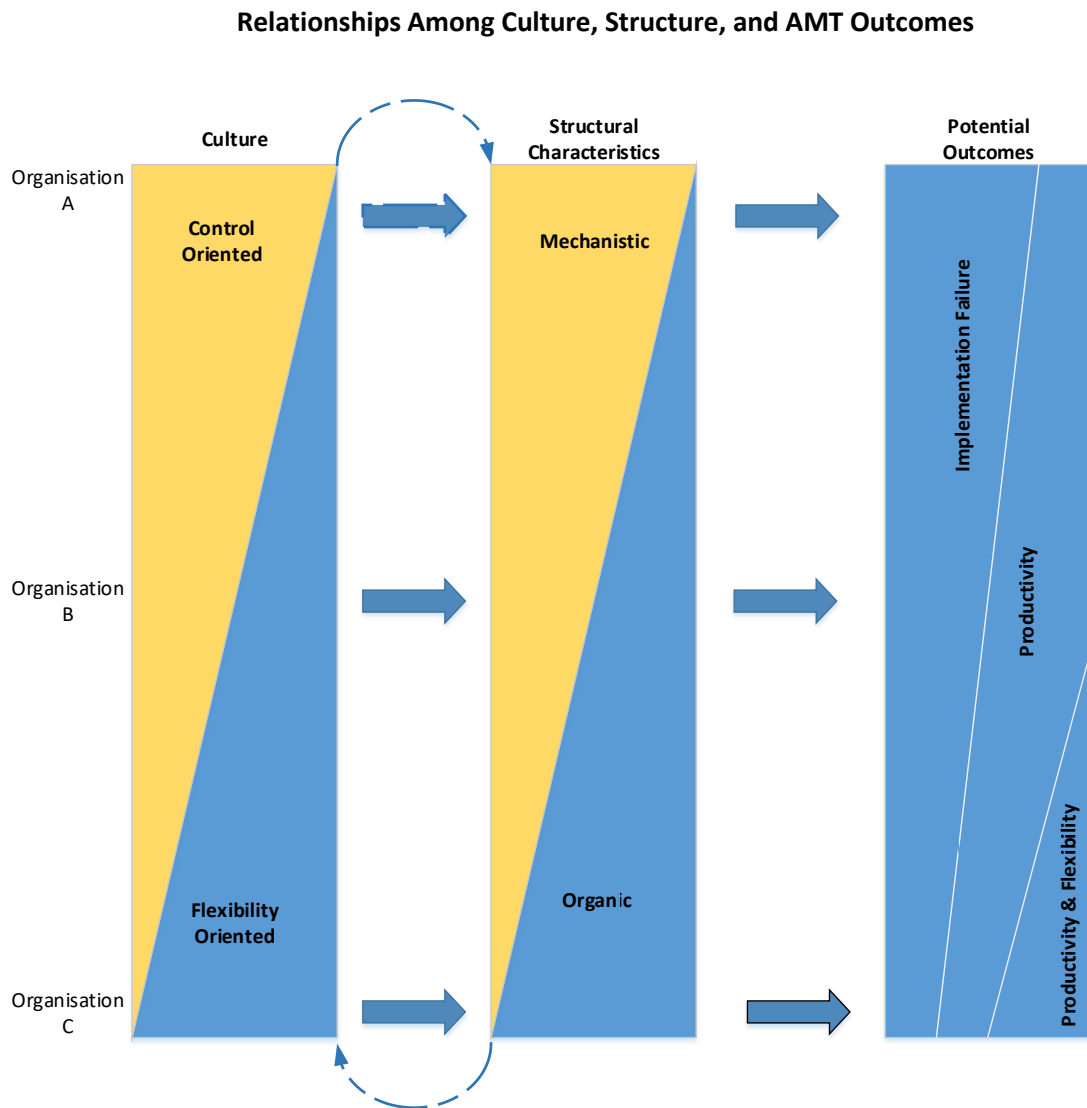 Relationships Among Culture, Structure, and AMT Outcomes
Culture
Structural
Characteristics
Potential
Outcomes
Organisation
A
Control
Oriented
Mechanistic
Implementation Failure
Organisation
B
Productivity
Flexibility
Oriented
Organic
Productivity & Flexibility
Organisation
C